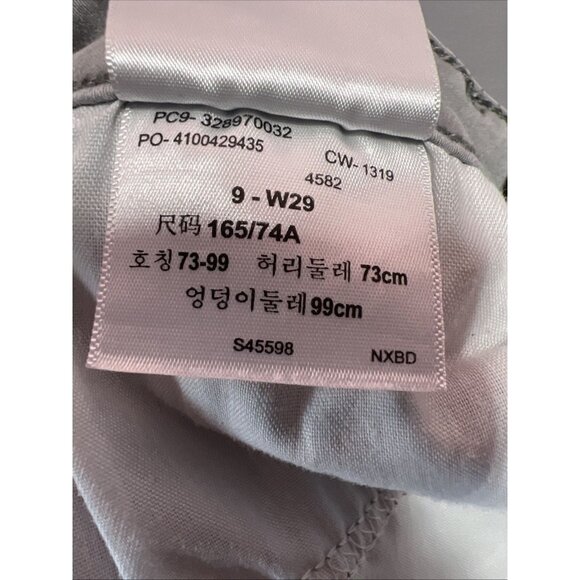 PC9- 328970032
PO- 4100429435
CW- 1319
4582
9 - W29
尺码 165/74A
호칭 73-99 허리둘레 73cm
엉덩이둘레 99cm
S45598 NXBD